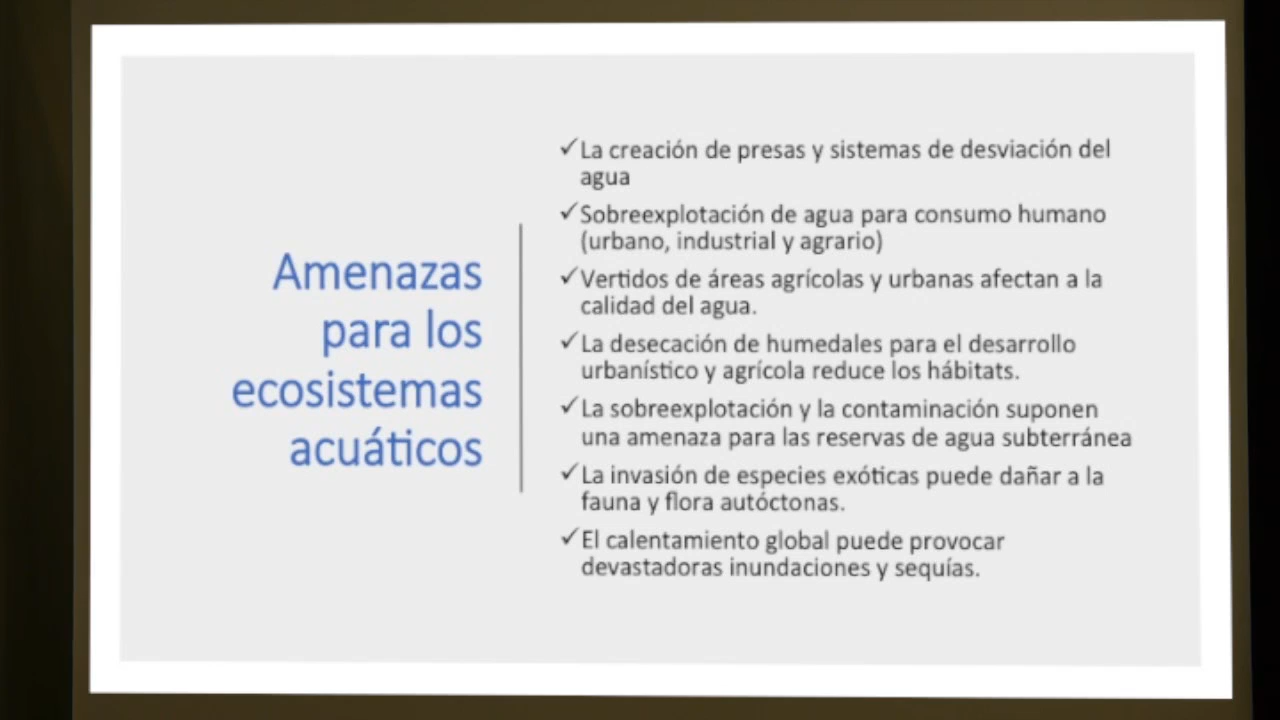 Amenazas
para los
ecosistemas
acuáticos
✓La creación de presas y sistemas de desviación del
agua
✓Sobreexplotación de agua para consumo humano
(urbano, industrial y agrario)
✓Vertidos de áreas agrícolas y urbanas afectan a la
calidad del agua.
✓La desecación de humedales para el desarrollo
urbanístico y agrícola reduce los hábitats.
✓La sobreexplotación y la contaminación suponen
una amenaza para las reservas de agua subterránea
✓La invasión de especies exóticas puede dañar a la
fauna y flora autóctonas.
✓El calentamiento global puede provocar
devastadoras inundaciones y sequías.